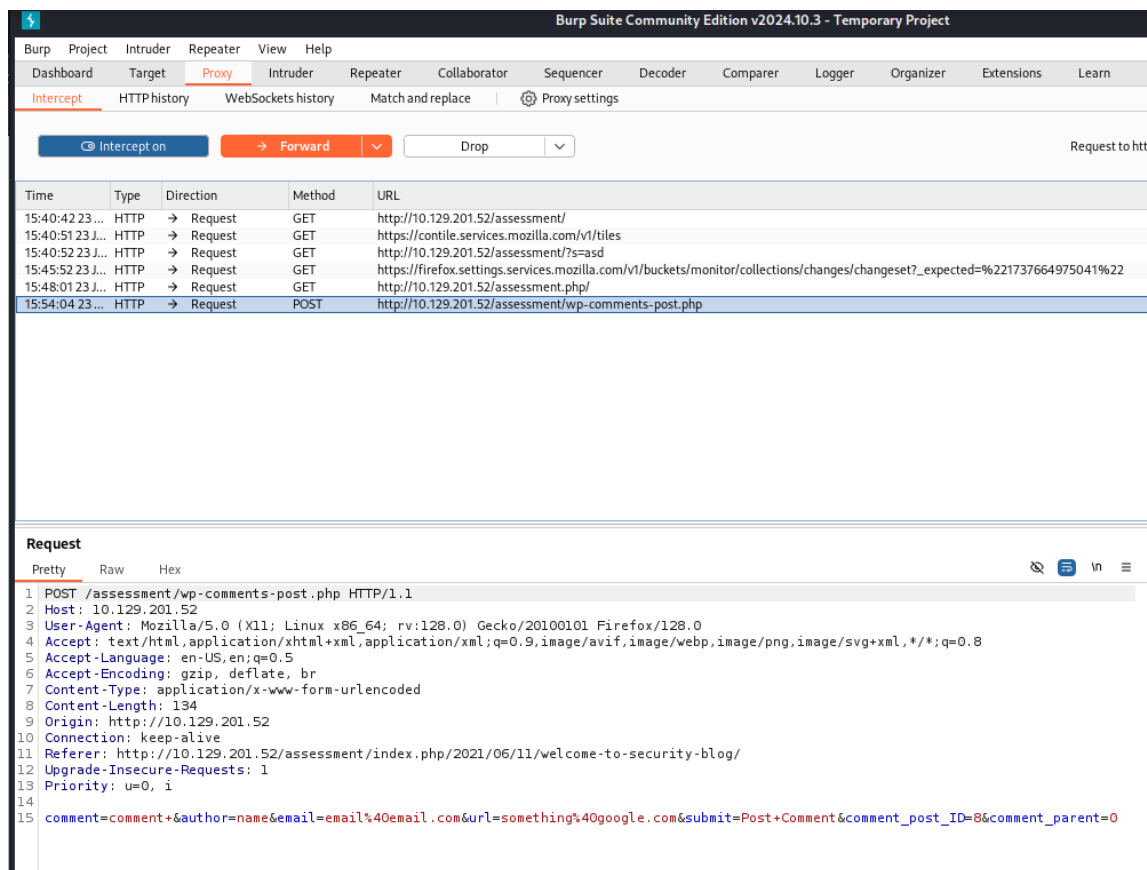 Burp Suite Community Edition v2024.10.3 - Temporary Project
Burp Project Intruder Repeater View Help
Dashboard Target Proxy Intruder Repeater Collaborator Sequencer Decoder Comparer Logger Organizer Extensions Learn
Intercept HTTP history WebSockets history Match and replace Proxy settings
Intercept on → Forward Drop Request to htt
Time Type Direction Method URL
15:40:42 23 ... HTTP → Request GET http://10.129.201.52/assessment/
15:40:51 23 J... HTTP → Request GET https://contile.services.mozilla.com/v1/tiles
15:40:52 23 J... HTTP → Request GET http://10.129.201.52/assessment/?s=asd
15:45:52 23 J... HTTP → Request GET https://firefox.settings.services.mozilla.com/v1/buckets/monitor/collections/changes/changeset?_expected=%221737664975041%22
15:48:01 23 J... HTTP → Request GET http://10.129.201.52/assessment.php/
15:54:04 23 ... HTTP → Request POST http://10.129.201.52/assessment/wp-comments-post.php
Request
Pretty Raw Hex \n
1 POST /assessment/wp-comments-post.php HTTP/1.1
2 Host: 10.129.201.52
3 User-Agent: Mozilla/5.0 (X11; Linux x86_64; rv:128.0) Gecko/20100101 Firefox/128.0
4 Accept: text/html,application/xhtml+xml,application/xml;q=0.9,image/avif,image/webp,image/png,image/svg+xml,*/*;q=0.8
5 Accept-Language: en-US,en;q=0.5
6 Accept-Encoding: gzip, deflate, br
7 Content-Type: application/x-www-form-urlencoded
8 Content-Length: 134
9 Origin: http://10.129.201.52
10 Connection: keep-alive
11 Referer: http://10.129.201.52/assessment/index.php/2021/06/11/welcome-to-security-blog/
12 Upgrade-Insecure-Requests: 1
13 Priority: u=0, i
14
15 comment=comment+&author=name&email=email%40email.com&url=something%40google.com&submit=Post+Comment&comment_post_ID=8&comment_parent=0